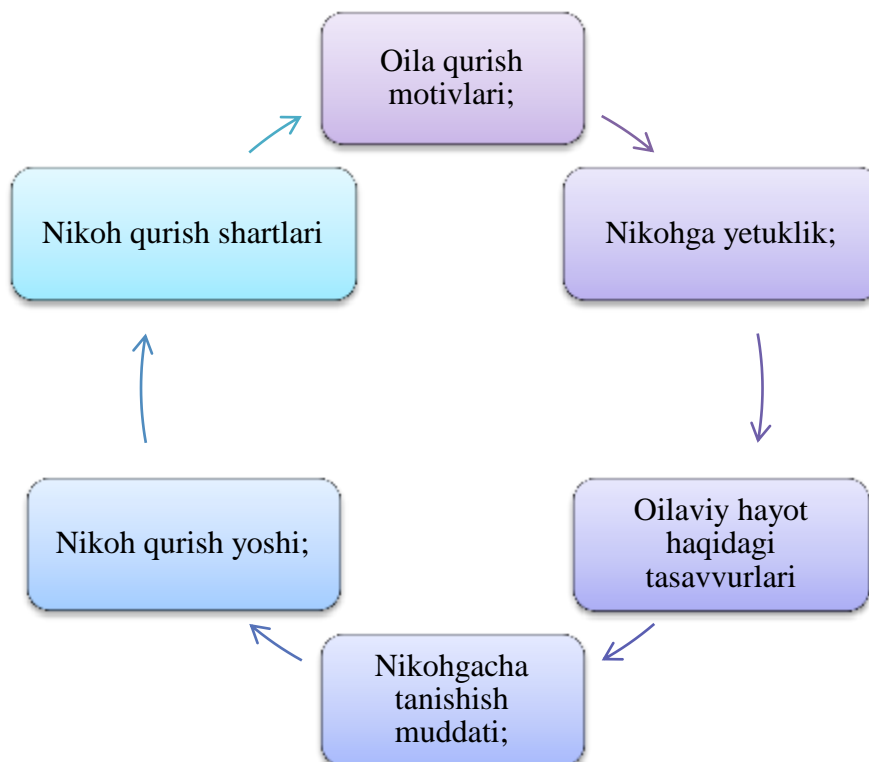 Oila qurish
motivlari;
Nikohga yetuklik;
Oilaviy hayot
haqidagi
tasavvurlari
Nikohgacha
tanishish
muddati;
Nikoh qurish yoshi;
Nikoh qurish shartlari